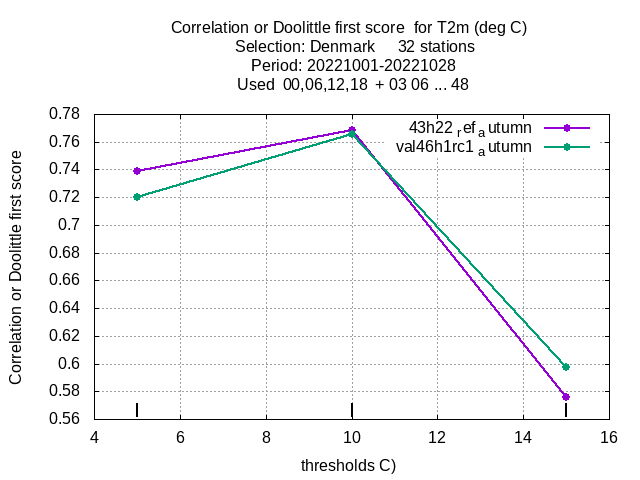 Correlation or Doolittle first score  for T2m (deg C)
Selection: Denmark     32 stations
Period: 20221001-20221028
Used  00,06,12,18  + 03 06 ... 48
43h22 refa utumn
val46h1rc1 a utumn
Correlation or Doolittle first score
0.78
0.76
0.74
0.72
0.7
0.68
0.66
0.64
0.62
0.6
0.58
0.56
4 6 8 10 12 14 16
thresholds C)